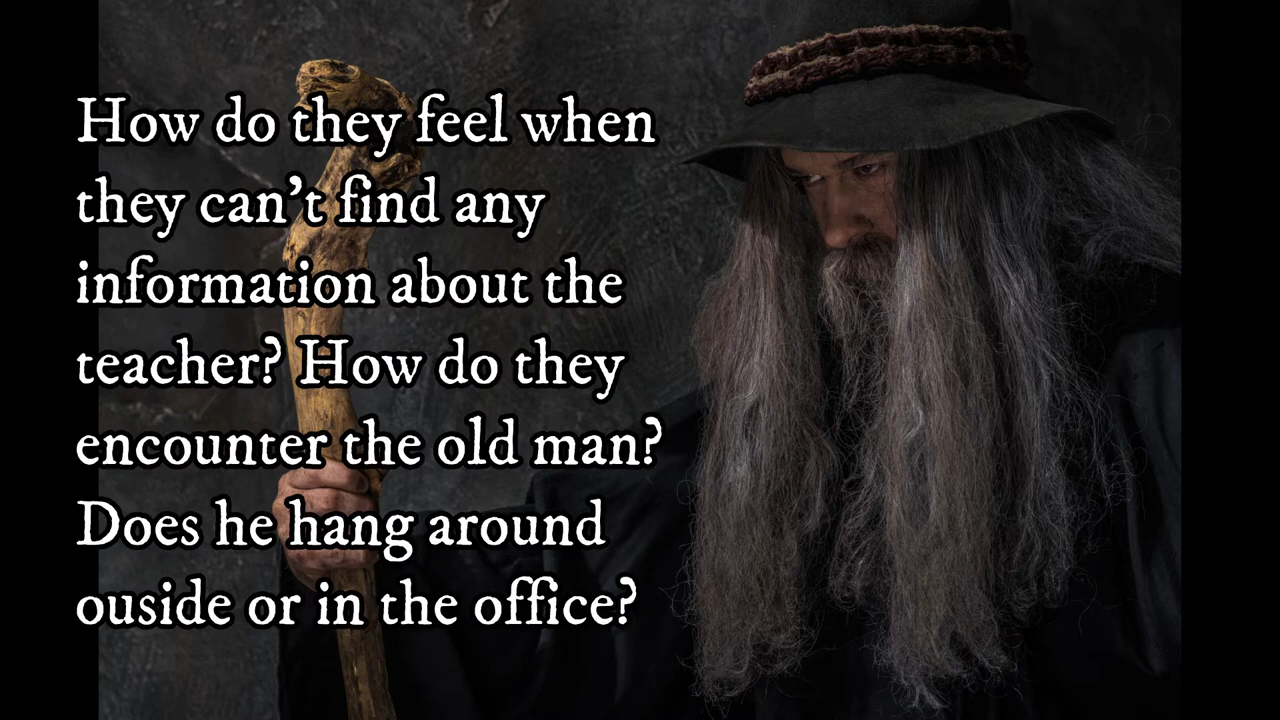 How do they feel when
they can't find any
information about the
teacher? How do they
encounter the old man?
Does he hang around
ouside or in the office?